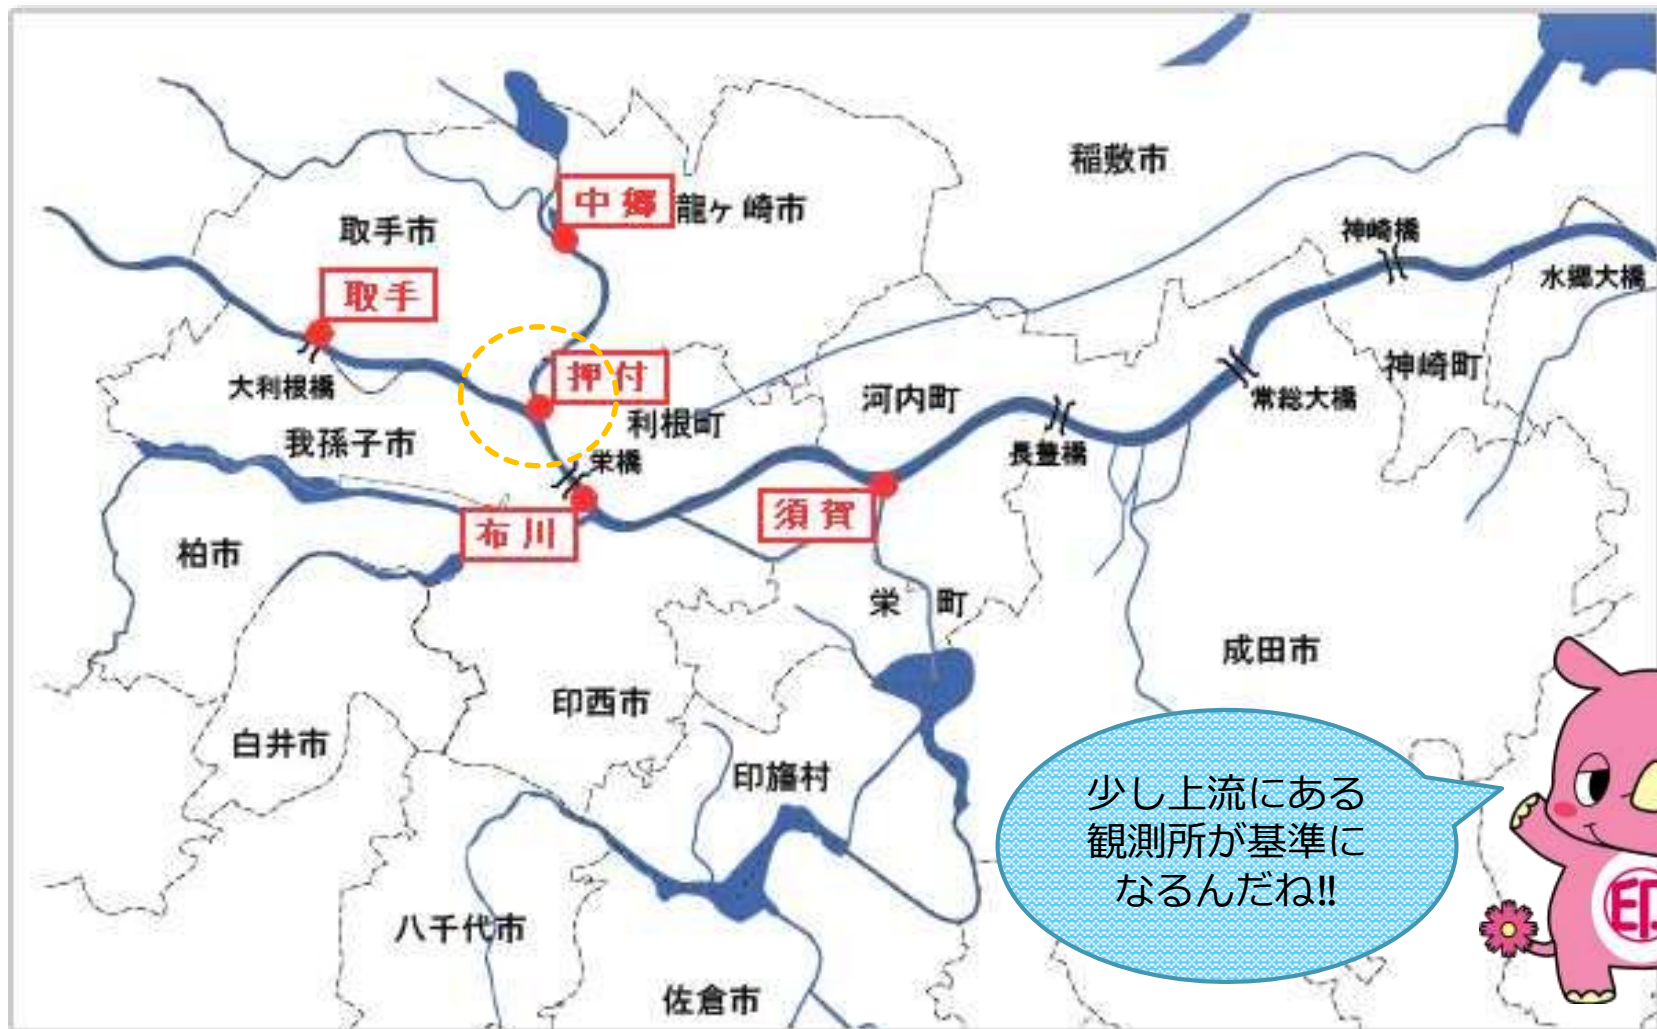 稲敷市
中郷
龍ヶ崎市
取手市
神崎橋
水郷大橋
取手
大利根橋
押付
利根町
河内町
神崎町
常総大橋
我孫子市
栄橋
長豊橋
須賀
布川
柏市
栄 町
成田市
印西市
白井市
印旛村
少し上流にある
観測所が基準に
なるんだね!!
印
八千代市
佐倉市